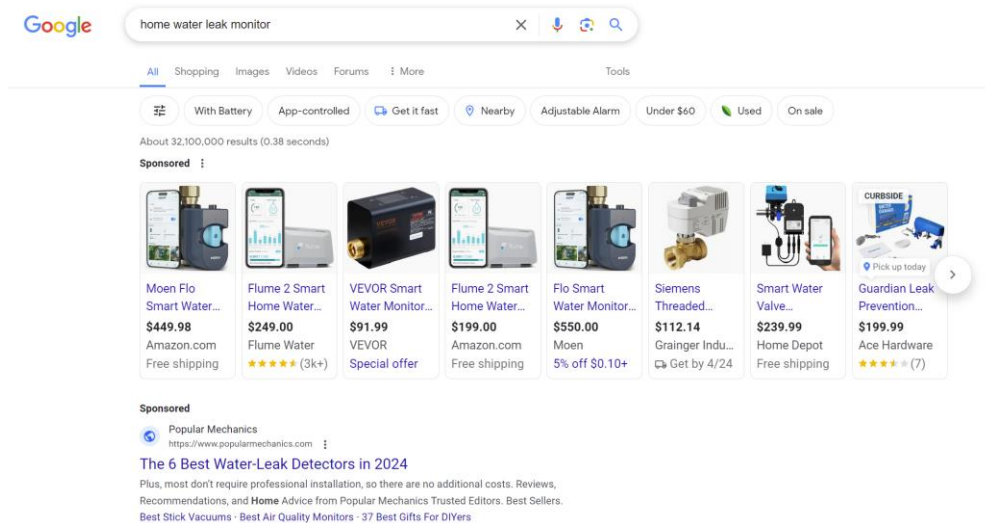 Google
home water leak monitor
All Shopping Images Videos Forums More Tools
With Battery App-controlled Get it fast Nearby Adjustable Alarm Under $60 Used On sale
About 32,100,000 results (0.38 seconds)
Sponsored
Moen Flo
Smart Water...
$449.98
Amazon.com
Free shipping
Flume 2 Smart
Home Water...
$249.00
Flume Water
(3k+)
VEVOR
VEVOR Smart
Water Monitor...
$91.99
VEVOR
Special offer
Flume 2 Smart
Home Water...
$199.00
Amazon.com
Free shipping
Flo Smart
Water Monitor...
$550.00
Moen
5% off $0.10+
Siemens
Threaded...
$112.14
Grainger Indu...
Get by 4/24
Smart Water
Valve...
$239.99
Home Depot
Free shipping
CURBSIDE
Pick up today
Guardian Leak
Prevention...
$199.99
Ace Hardware
(7)
Sponsored
Popular Mechanics
https://www.popularmechanics.com
The 6 Best Water-Leak Detectors in 2024
Plus, most don't require professional installation, so there are no additional costs. Reviews,
Recommendations, and Home Advice from Popular Mechanics Trusted Editors. Best Sellers.
Best Stick Vacuums · Best Air Quality Monitors · 37 Best Gifts For DIYers